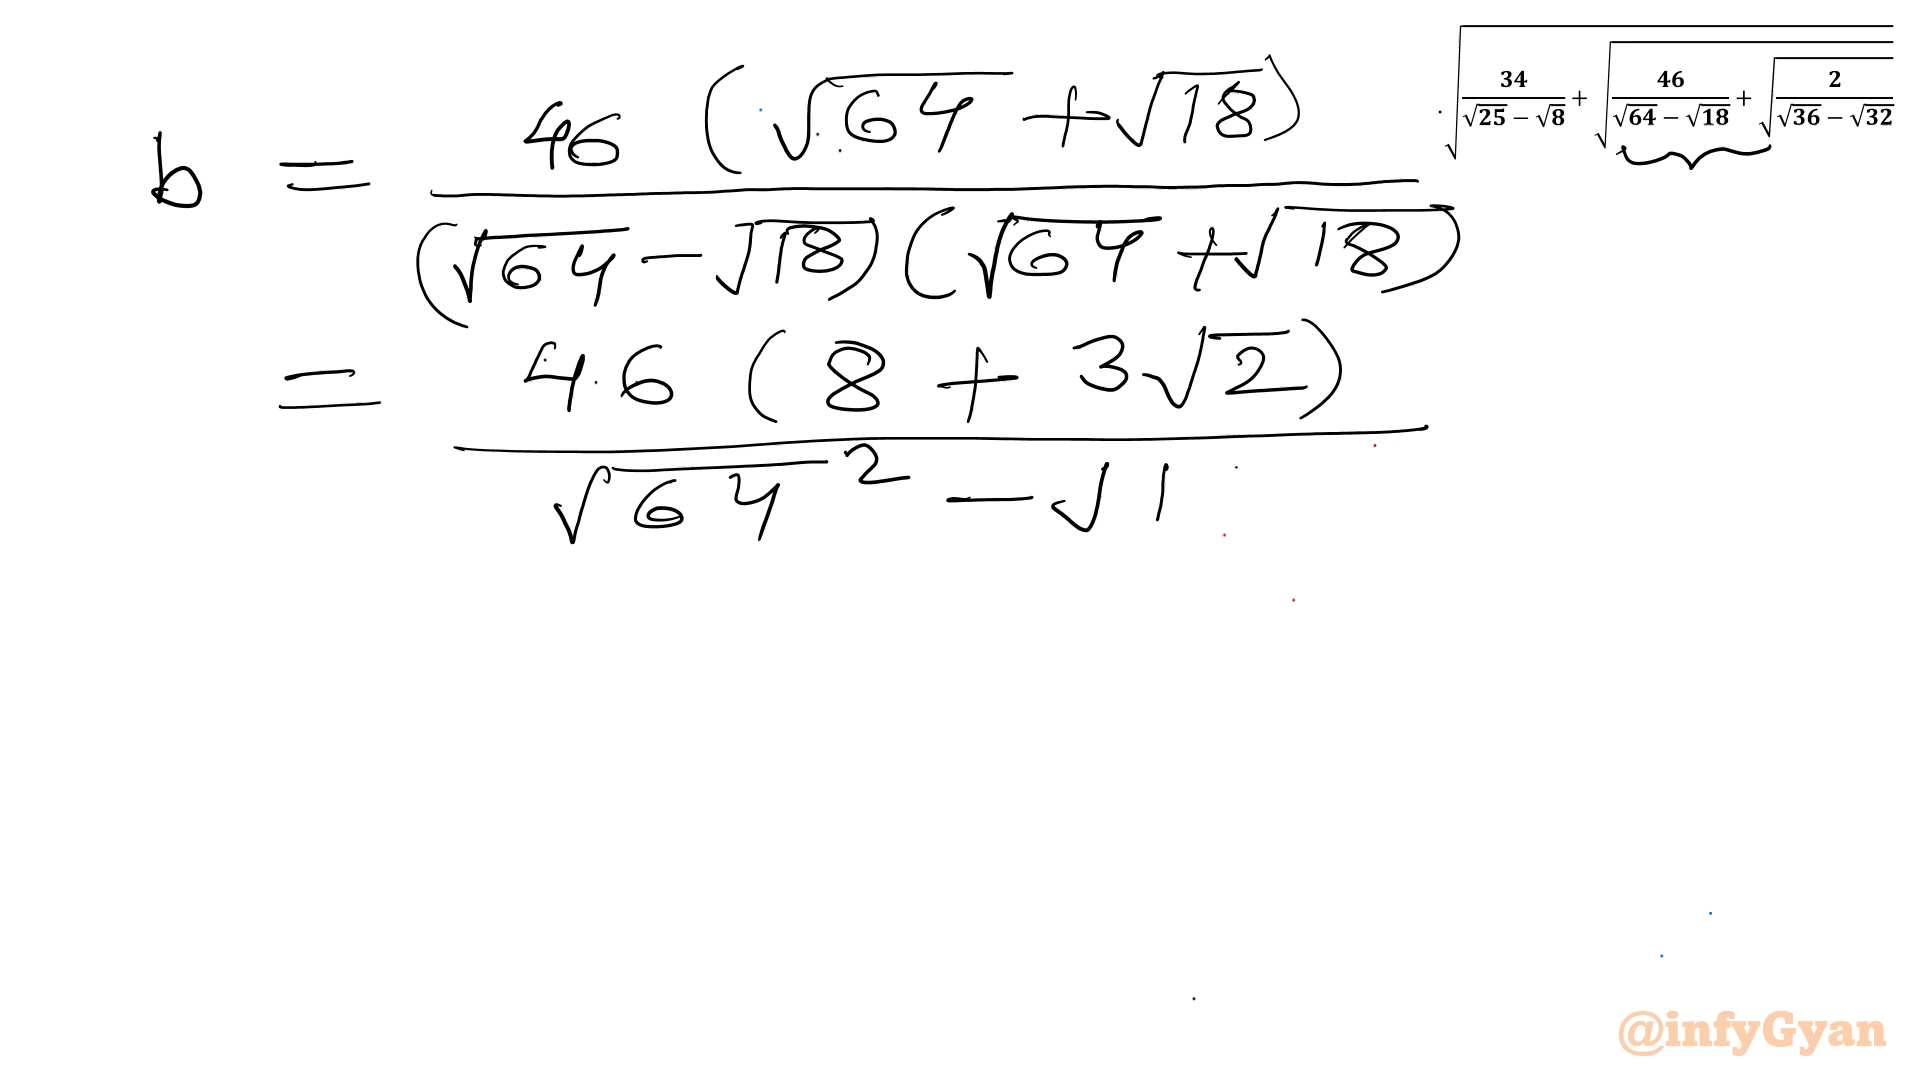 b = 46 (√64 + √18) / (√64 − √18) (√64 + √18)
= 46 (8 + 3√2) / √64² − √1
√(34/(√25 − √8) + √(46/(√64 − √18) + √(2/(√36 − √32))))
@infyGyan